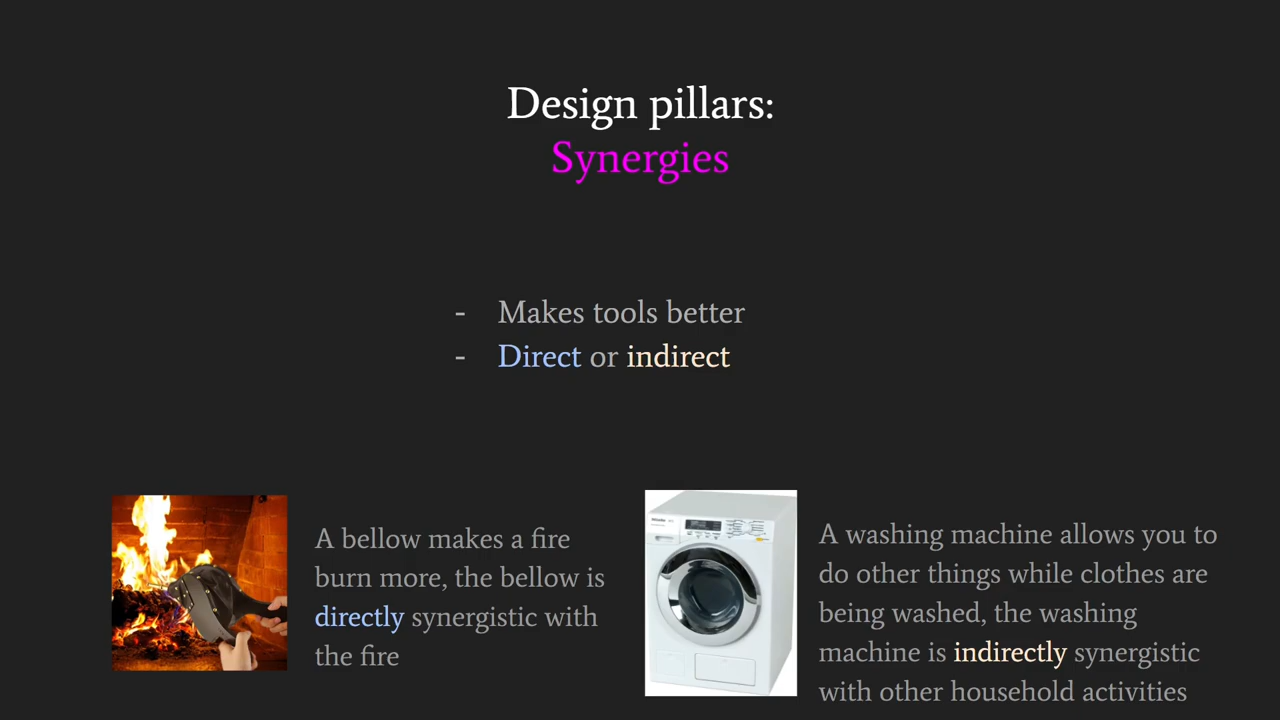 Design pillars:
Synergies
- Makes tools better
- Direct or indirect
A bellow makes a fire
burn more, the bellow is
directly synergistic with
the fire
A washing machine allows you to
do other things while clothes are
being washed, the washing
machine is indirectly synergistic
with other household activities